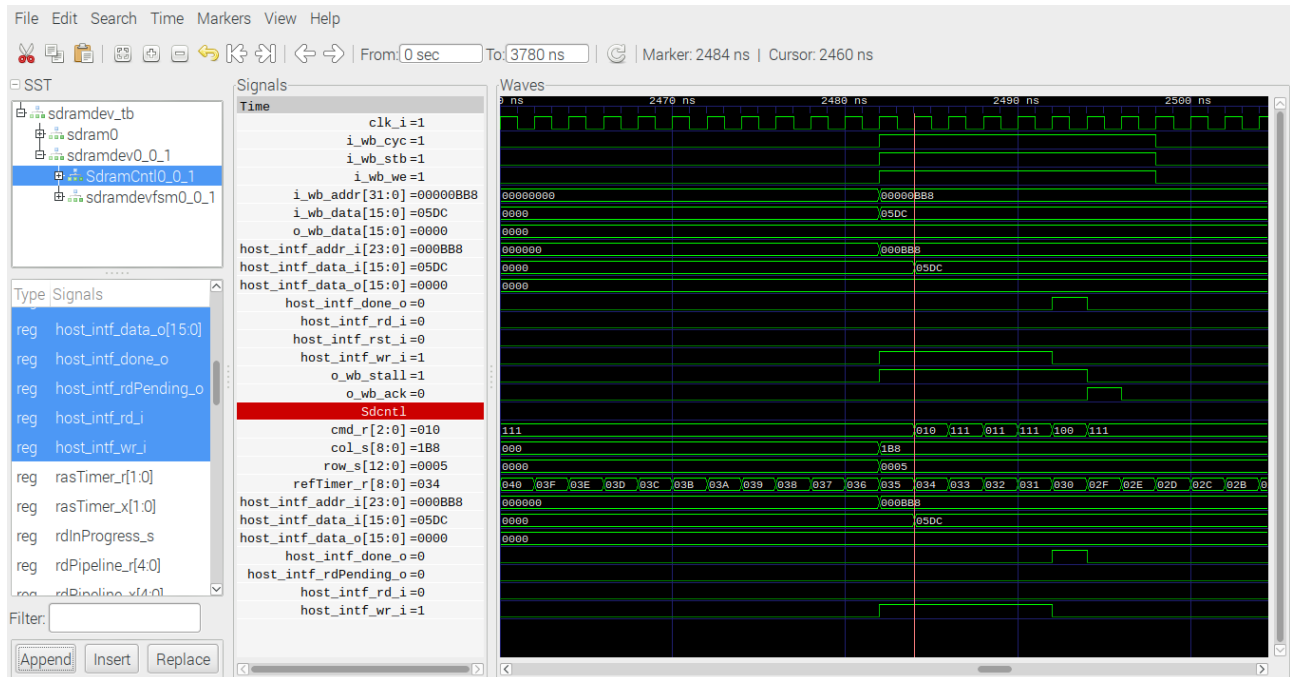 File Edit Search Time Markers View Help
From: 0 sec To: 3780 ns | Marker: 2484 ns | Cursor: 2460 ns
SST
sdramdev_tb
sdram0
sdramdev0_0_1
SdramCntl0_0_1
sdramdevfsm0_0_1
Type Signals
reg host_intf_data_o[15:0]
reg host_intf_done_o
reg host_intf_rdPending_o
reg host_intf_rd_i
reg host_intf_wr_i
reg rasTimer_r[1:0]
reg rasTimer_x[1:0]
reg rdInProgress_s
reg rdPipeline_r[4:0]
reg rdPipeline_x[4:0]
Filter:
Append Insert Replace
Signals
Time
clk_i=1
i_wb_cyc=1
i_wb_stb=1
i_wb_we=1
i_wb_addr[31:0]=00000BB8
i_wb_data[15:0]=05DC
o_wb_data[15:0]=0000
host_intf_addr_i[23:0]=000BB8
host_intf_data_i[15:0]=05DC
host_intf_data_o[15:0]=0000
host_intf_done_o=0
host_intf_rd_i=0
host_intf_rst_i=0
host_intf_wr_i=1
o_wb_stall=1
o_wb_ack=0
Sdcntl
cmd_r[2:0]=010
col_s[8:0]=1B8
row_s[12:0]=0005
refTimer_r[8:0]=034
host_intf_addr_i[23:0]=000BB8
host_intf_data_i[15:0]=05DC
host_intf_data_o[15:0]=0000
host_intf_done_o=0
host_intf_rdPending_o=0
host_intf_rd_i=0
host_intf_wr_i=1
Waves
ns 2470 ns 2480 ns 2490 ns 2500 ns
00000000 00000BB8
0000 05DC
0000
000000 000BB8
0000 05DC
0000
111 010 111 011 111 100 111
000 1B8
0000 0005
040 03F 03E 03D 03C 03B 03A 039 038 037 036 035 034 033 032 031 030 02F 02E 02D 02C 02B
000000 000BB8
0000 05DC
0000